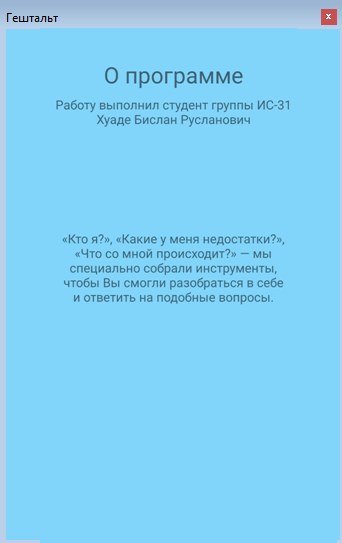 Гештальт
x
О программе
Работу выполнил студент группы ИС-31
Хуаде Бислан Русланович
«Кто я?», «Какие у меня недостатки?»,
«Что со мной происходит?» — мы
специально собрали инструменты,
чтобы Вы смогли разобраться в себе
и ответить на подобные вопросы.